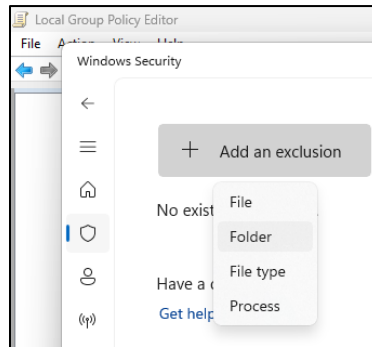 Local Group Policy Editor
File
Windows Security
Add an exclusion
File
No exist
Folder
File type
Have a
Process
Get help